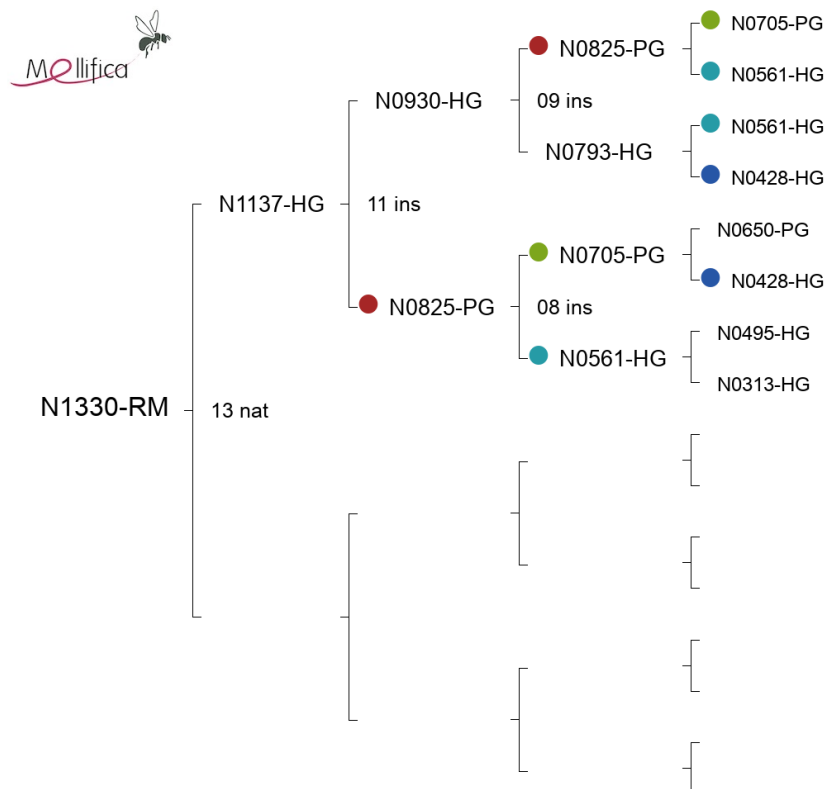 Mellifica
N0705-PG
N0825-PG
N0561-HG
N0930-HG
09 ins
N0561-HG
N0793-HG
N0428-HG
N1137-HG
11 ins
N0650-PG
N0705-PG
N0428-HG
N0825-PG
08 ins
N0495-HG
N0561-HG
N0313-HG
N1330-RM
13 nat